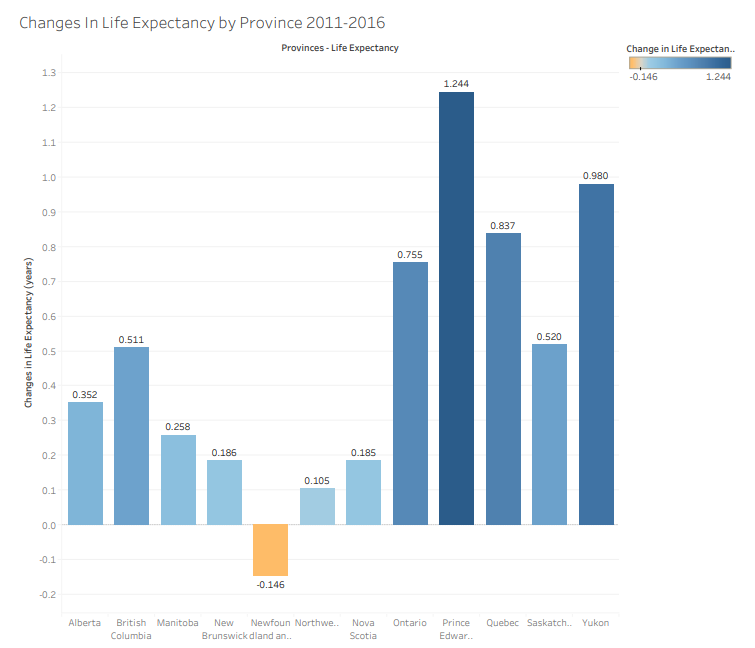 Changes In Life Expectancy by Province 2011-2016
Provinces - Life Expectancy
Change in Life Expectan..
-0.146 1.244
Changes in Life Expectancy (years)
1.3
1.2
1.1
1.0
0.9
0.8
0.7
0.6
0.5
0.4
0.3
0.2
0.1
0.0
-0.1
-0.2
0.352
0.511
0.258
0.186
-0.146
0.105
0.185
0.755
1.244
0.837
0.520
0.980
Alberta
British
Columbia
Manitoba
New
Brunswick
Newfoun
dland an..
Northwe..
Nova
Scotia
Ontario
Prince
Edwar..
Quebec
Saskatch..
Yukon